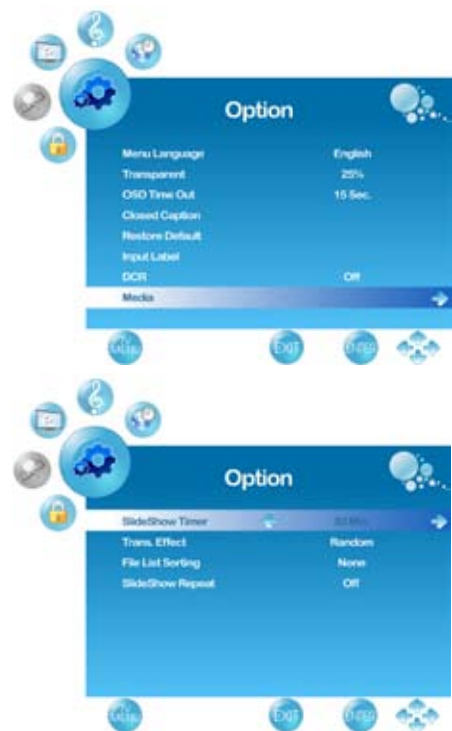 Option
Menu Language English
Transparent 25%
OSD Time Out 15 Sec.
Closed Caption
Restore Default
Input Label
DCR Off
Media
MENU EXIT ENTER
Option
SlideShow Timer
Trans. Effect Random
File List Sorting None
SlideShow Repeat Off
MENU EXIT ENTER